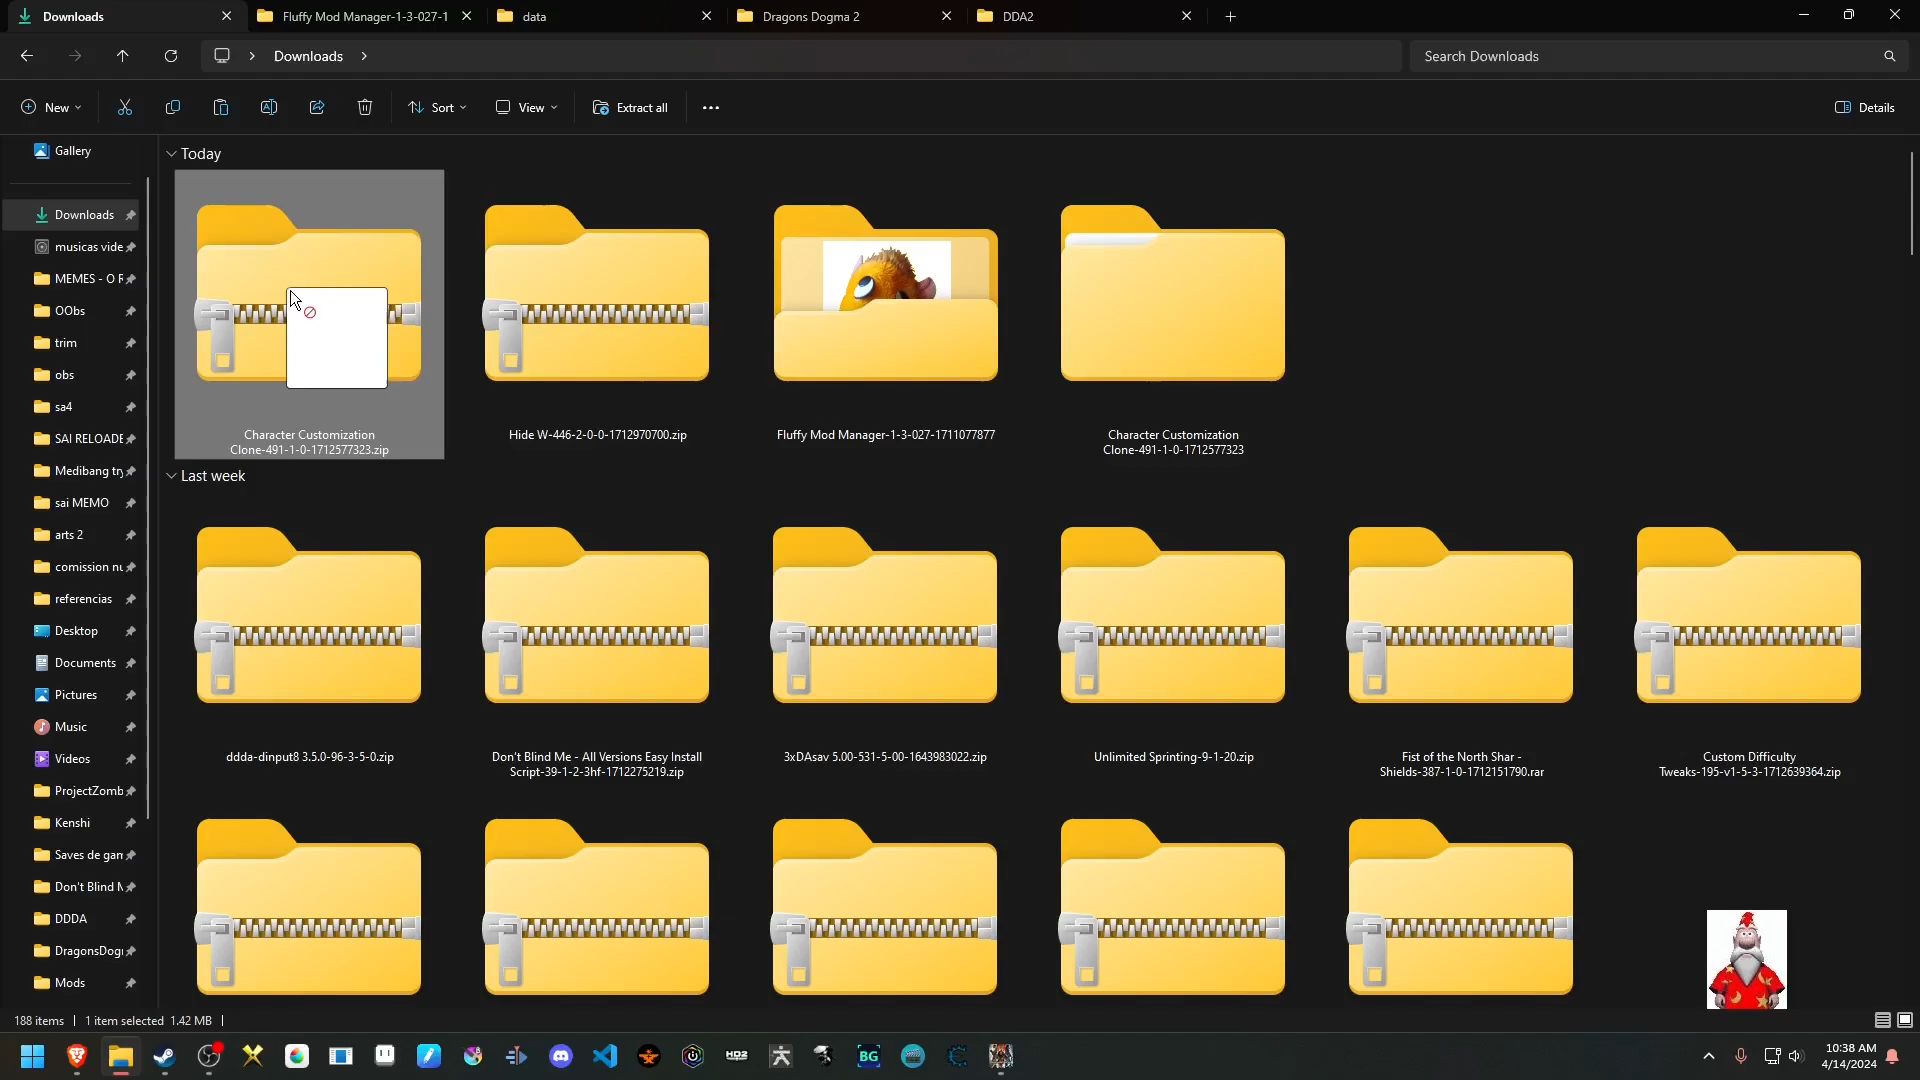 Downloads
Fluffy Mod Manager-1-3-027-1
data
Dragons Dogma 2
DDA2
Downloads
Search Downloads
New
Sort
View
Extract all
Details
Gallery
Downloads
musicas vide
MEMES - O R
OObs
trim
obs
sa4
SAI RELOADE
Medibang try
sai MEMO
arts 2
comission nu
referencias
Desktop
Documents
Pictures
Music
Videos
ProjectZomb
Kenshi
Saves de gam
Don't Blind M
DDDA
DragonsDogm
Mods
Today
Character Customization
Clone-491-1-0-1712577323.zip
Hide W-446-2-0-0-1712970700.zip
Fluffy Mod Manager-1-3-027-1711077877
Character Customization
Clone-491-1-0-1712577323
Last week
ddda-dinput8 3.5.0-96-3-5-0.zip
Don't Blind Me - All Versions Easy Install
Script-39-1-2-3hf-1712275219.zip
3xDAsav 5.00-531-5-00-1643983022.zip
Unlimited Sprinting-9-1-20.zip
Fist of the North Shar -
Shields-387-1-0-1712151790.rar
Custom Difficulty
Tweaks-195-v1-5-3-1712639364.zip
188 items
1 item selected 1.42 MB
HD2
BG
10:38 AM
4/14/2024